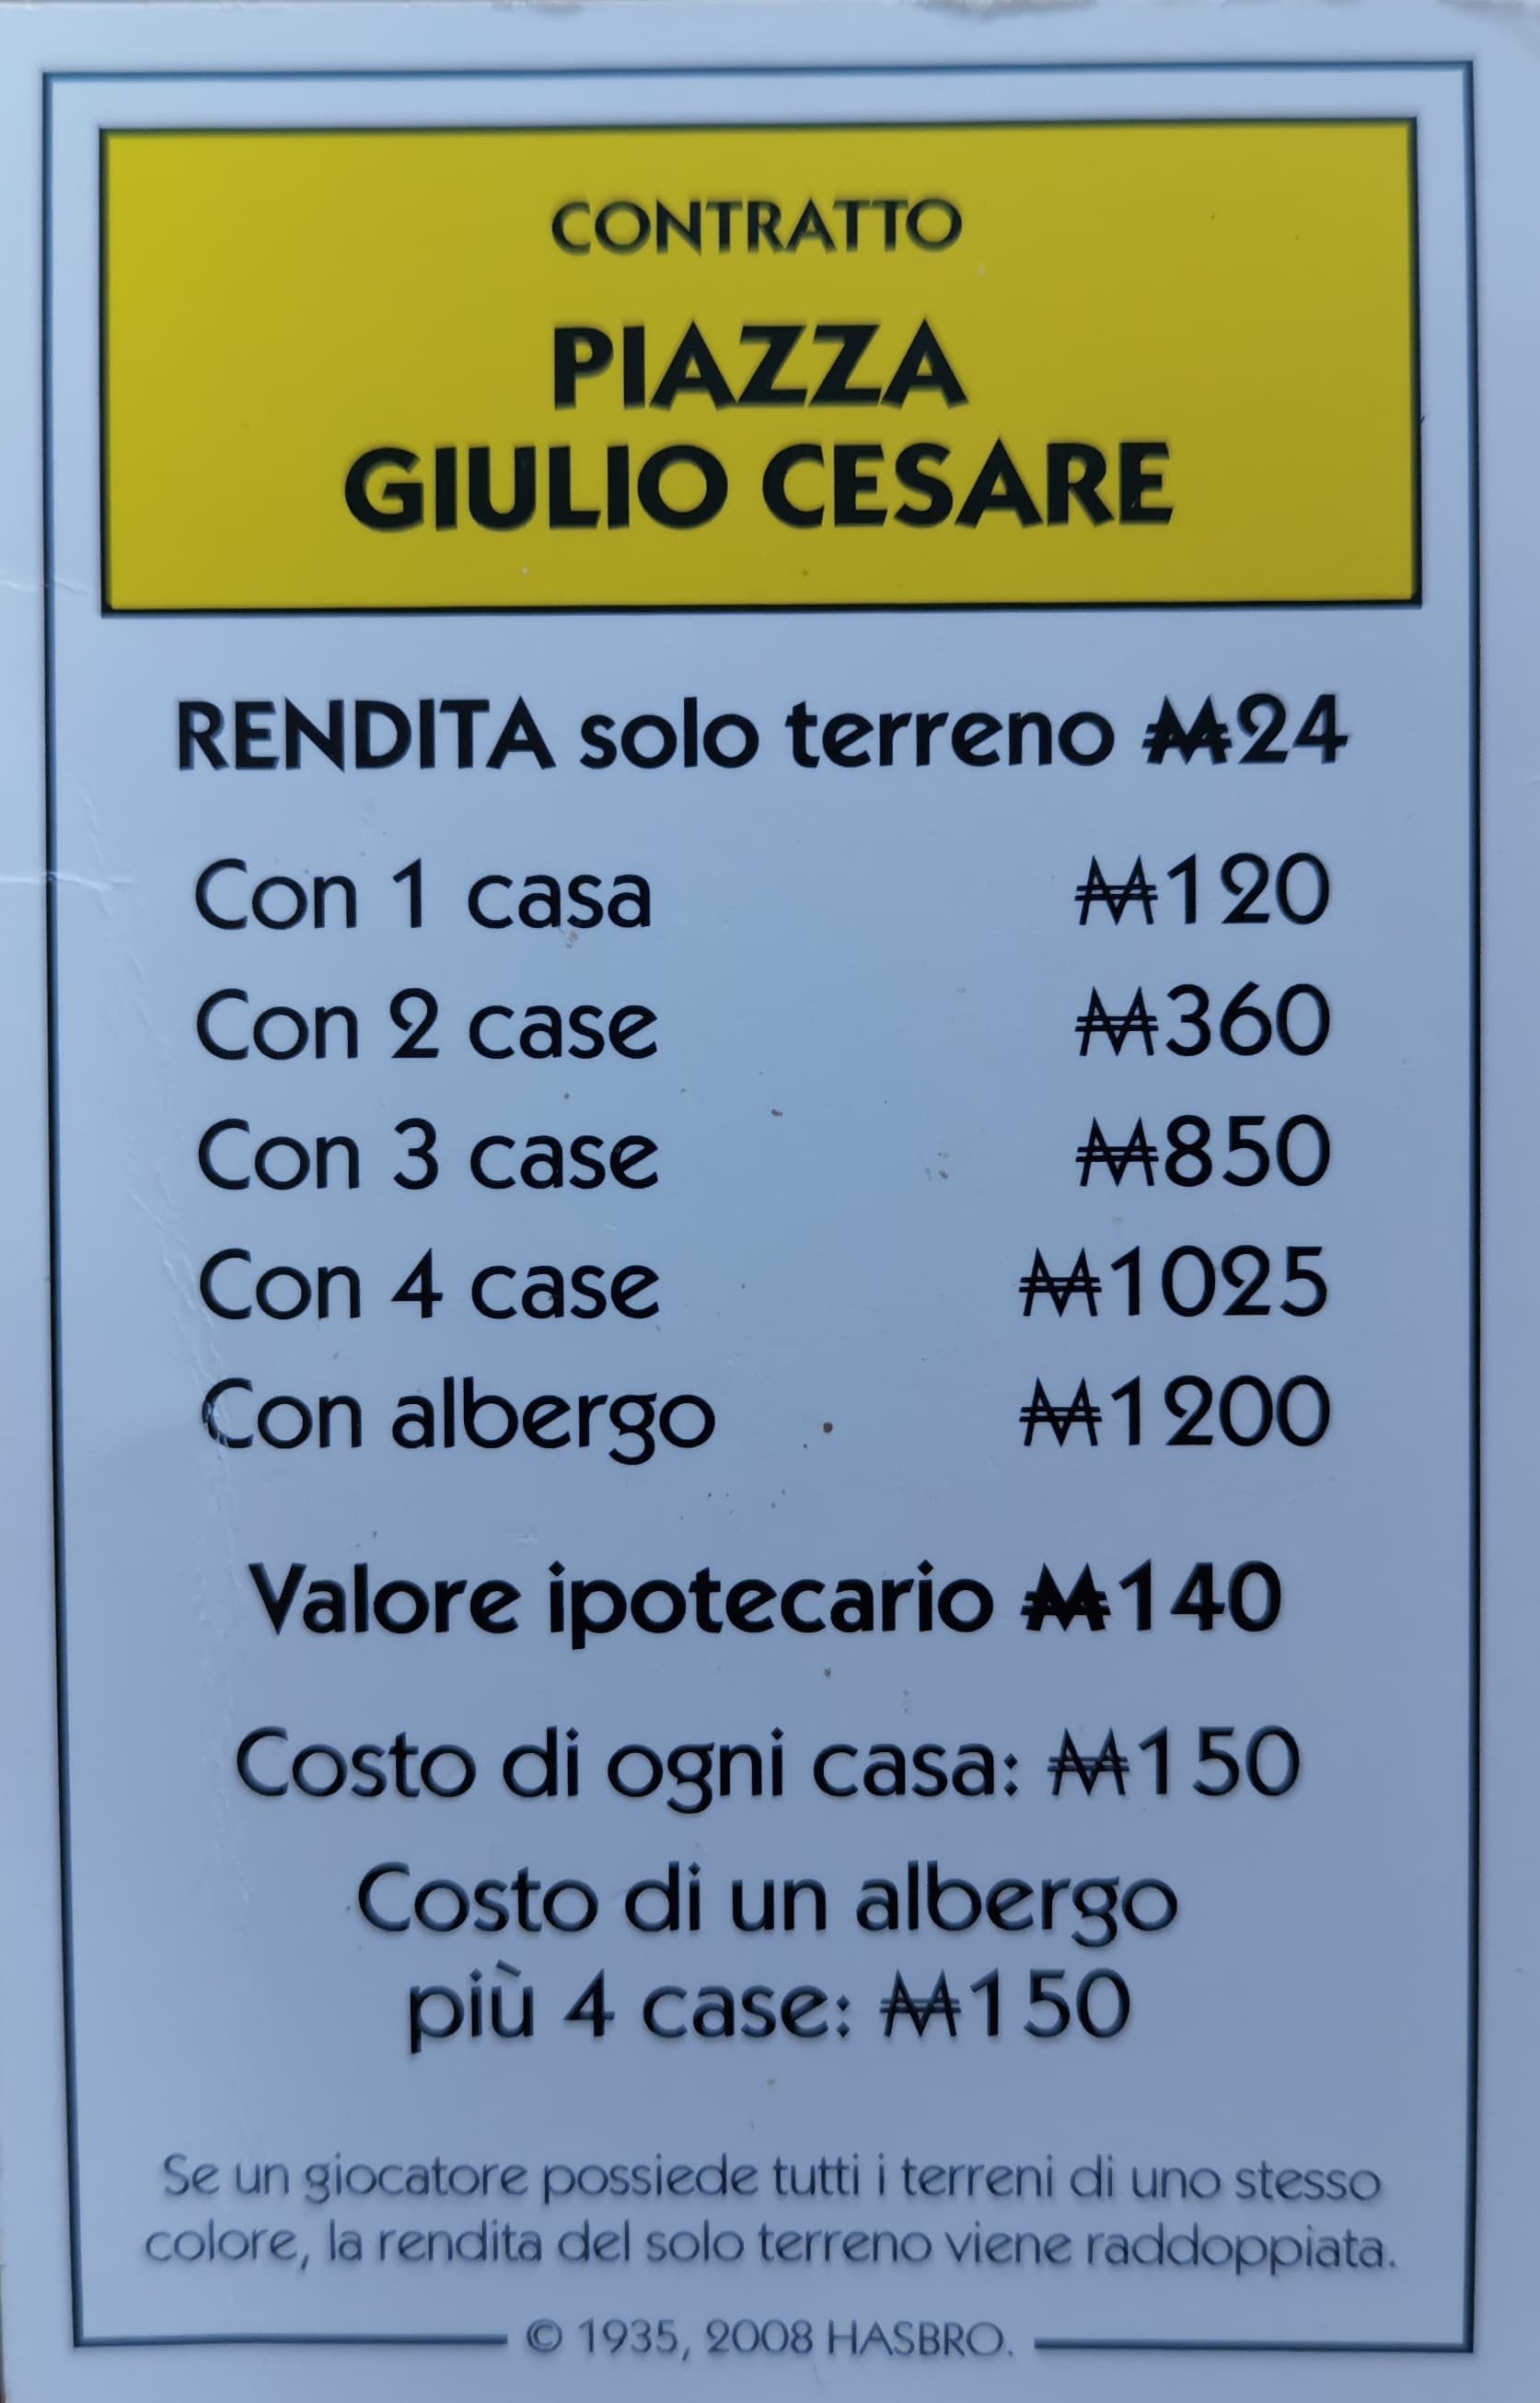 CONTRATTO
PIAZZA
GIULIO CESARE
RENDITA solo terreno ₩24
Con 1 casa ₩120
Con 2 case ₩360
Con 3 case ₩850
Con 4 case ₩1025
Con albergo ₩1200
Valore ipotecario ₩140
Costo di ogni casa: ₩150
Costo di un albergo
più 4 case: ₩150
Se un giocatore possiede tutti i terreni di uno stesso
colore, la rendita del solo terreno viene raddoppiata.
© 1935, 2008 HASBRO.